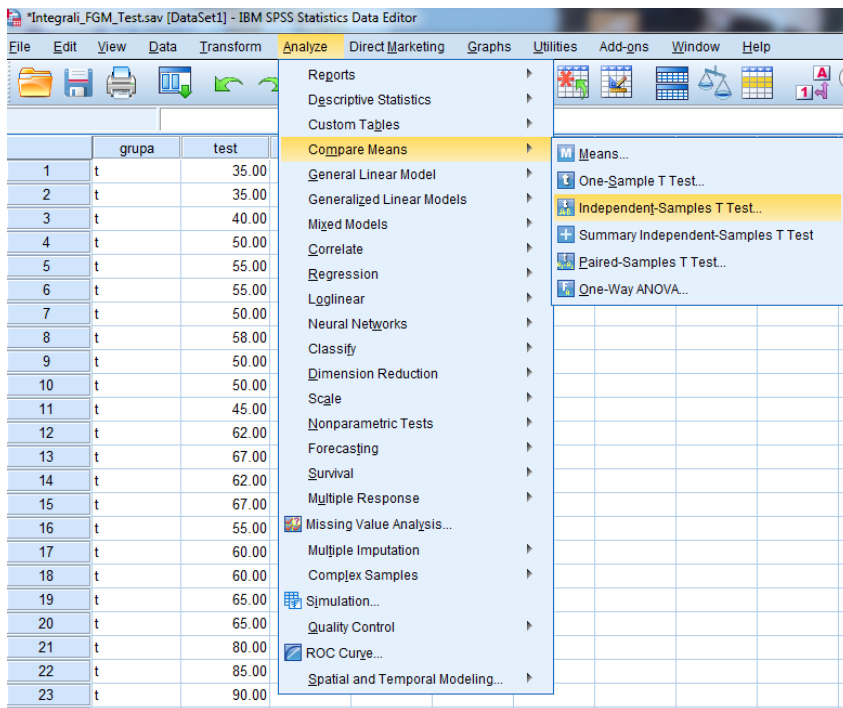 *Integrali_FGM_Test.sav [DataSet1] - IBM SPSS Statistics Data Editor
File Edit View Data Transform Analyze Direct Marketing Graphs Utilities Add-ons Window Help
Reports
Descriptive Statistics
Custom Tables
Compare Means
General Linear Model
Generalized Linear Models
Mixed Models
Correlate
Regression
Loglinear
Neural Networks
Classify
Dimension Reduction
Scale
Nonparametric Tests
Forecasting
Survival
Multiple Response
Missing Value Analysis...
Multiple Imputation
Complex Samples
Simulation...
Quality Control
ROC Curve...
Spatial and Temporal Modeling...
Means...
One-Sample T Test...
Independent-Samples T Test...
Summary Independent-Samples T Test
Paired-Samples T Test...
One-Way ANOVA...
grupa test
1 t 35.00
2 t 35.00
3 t 40.00
4 t 50.00
5 t 55.00
6 t 55.00
7 t 50.00
8 t 58.00
9 t 50.00
10 t 50.00
11 t 45.00
12 t 62.00
13 t 67.00
14 t 62.00
15 t 67.00
16 t 55.00
17 t 60.00
18 t 60.00
19 t 65.00
20 t 65.00
21 t 80.00
22 t 85.00
23 t 90.00